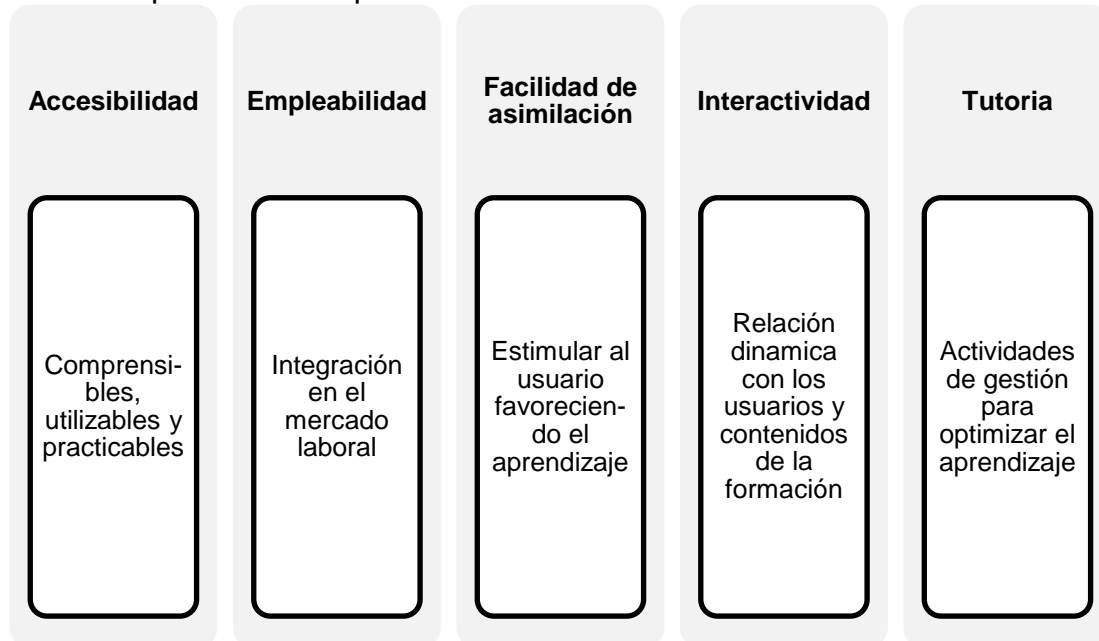 Accesibilidad
Comprensi-
bles,
utilizables y
practicables
Empleabilidad
Integración
en el
mercado
laboral
Facilidad de
asimilación
Estimular al
usuario
favorecien-
do el
aprendizaje
Interactividad
Relación
dinamica
con los
usuarios y
contenidos
de la
formación
Tutoria
Actividades
de gestión
para
optimizar el
aprendizaje